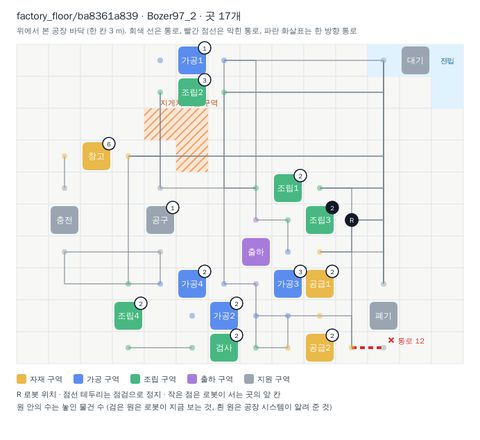 factory_floor/ba8361a839 · Bozer97_2 · 곳 17개
위에서 본 공장 바닥 (한 칸 3 m). 회색 선은 통로, 빨간 점선은 막힌 통로, 파란 화살표는 한 방향 통로
가공1 1
대기
전립
조립2 3
지게차 구역
창고 6
조립1 2
충전
공구 1
조립3 2
R
출하
가공4 2
가공3 3
공급1 2
조립4 2
가공2 2
폐기
검사 2
공급2 2
✕ 통로 12
자재 구역
가공 구역
조립 구역
출하 구역
지원 구역
R 로봇 위치 · 점선 테두리는 점검으로 정지 · 작은 점은 로봇이 서는 곳의 앞 칸
원 안의 수는 놓인 물건 수 (검은 원은 로봇이 지금 보는 것, 흰 원은 공장 시스템이 알려 준 것)